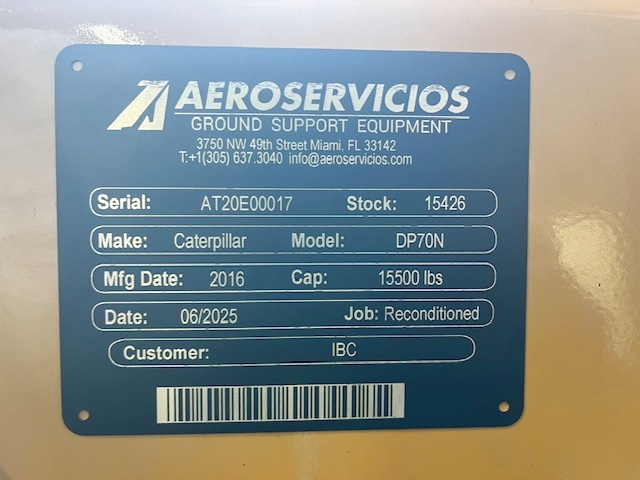 AEROSERVICIOS
GROUND SUPPORT EQUIPMENT
3750 NW 49th Street Miami, FL 33142
T:+1(305) 637.3040 info@aeroservicios.com
Serial: AT20E00017 Stock: 15426
Make: Caterpillar Model: DP70N
Mfg Date: 2016 Cap: 15500 lbs
Date: 06/2025 Job: Reconditioned
Customer: IBC